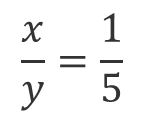 x/y = 1/5